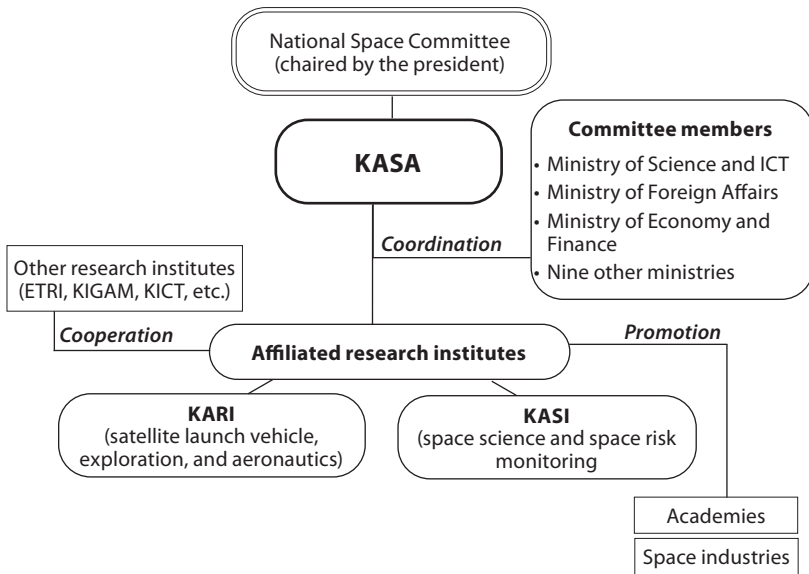 National Space Committee
(chaired by the president)
KASA
Committee members
• Ministry of Science and ICT
• Ministry of Foreign Affairs
• Ministry of Economy and
Finance
• Nine other ministries
Coordination
Other research institutes
(ETRI, KIGAM, KICT, etc.)
Cooperation
Affiliated research institutes
Promotion
KARI
(satellite launch vehicle,
exploration, and aeronautics)
KASI
(space science and space risk
monitoring
Academies
Space industries